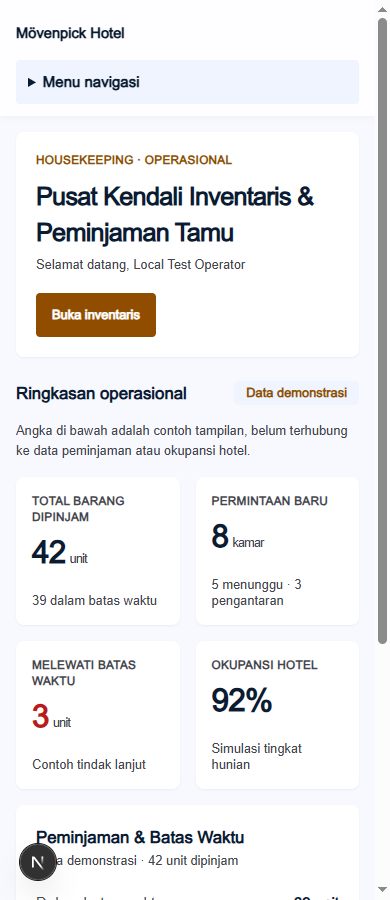 Mövenpick Hotel
▶ Menu navigasi
HOUSEKEEPING · OPERASIONAL
Pusat Kendali Inventaris &
Peminjaman Tamu
Selamat datang, Local Test Operator
Buka inventaris
Ringkasan operasional
Data demonstrasi
Angka di bawah adalah contoh tampilan, belum terhubung
ke data peminjaman atau okupansi hotel.
TOTAL BARANG
DIPINJAM
42 unit
39 dalam batas waktu
PERMINTAAN BARU
8 kamar
5 menunggu · 3
pengantaran
MELEWATI BATAS
WAKTU
3 unit
Contoh tindak lanjut
OKUPANSI HOTEL
92%
Simulasi tingkat
hunian
Peminjaman & Batas Waktu
demonstrasi · 42 unit dipinjam
N